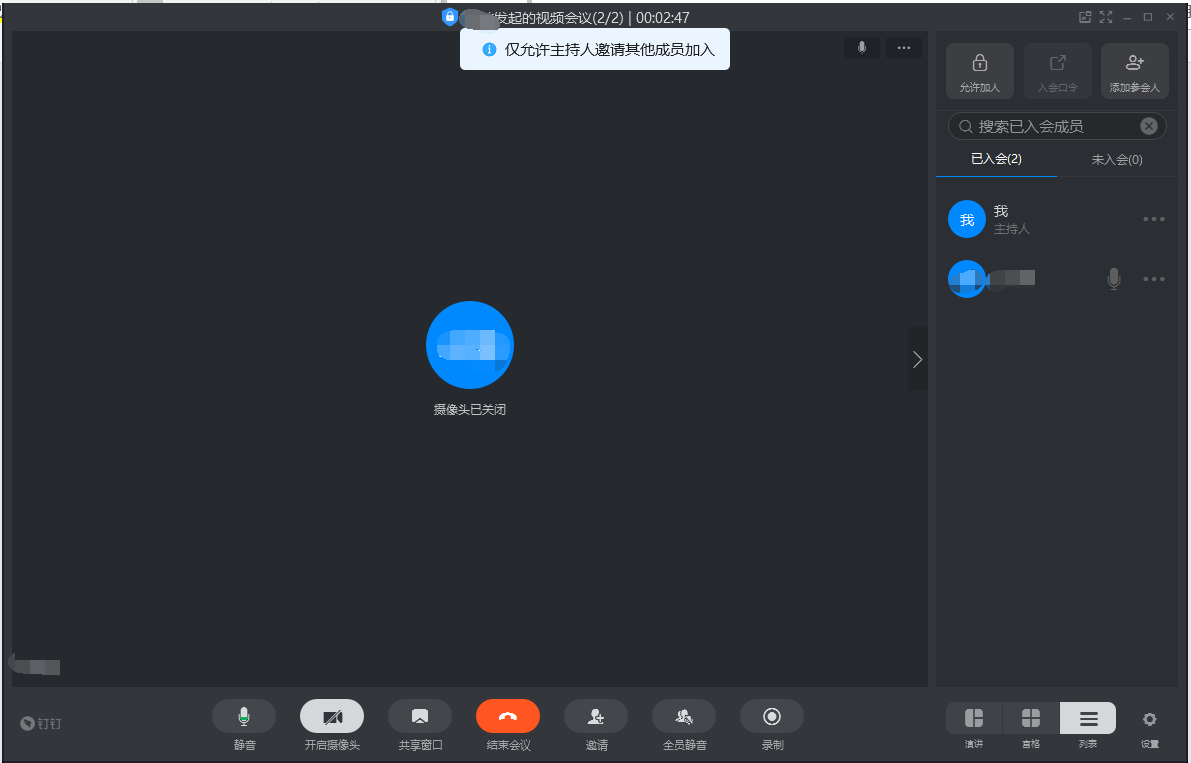 发起的视频会议(2/2) | 00:02:47
仅允许主持人邀请其他成员加入
允许加人
入会口令
添加参会人
搜索已入会成员
已入会(2)
未入会(0)
我
我
主持人
摄像头已关闭
钉钉
静音
开启摄像头
共享窗口
结束会议
邀请
全员静音
录制
演讲
宫格
列表
设置